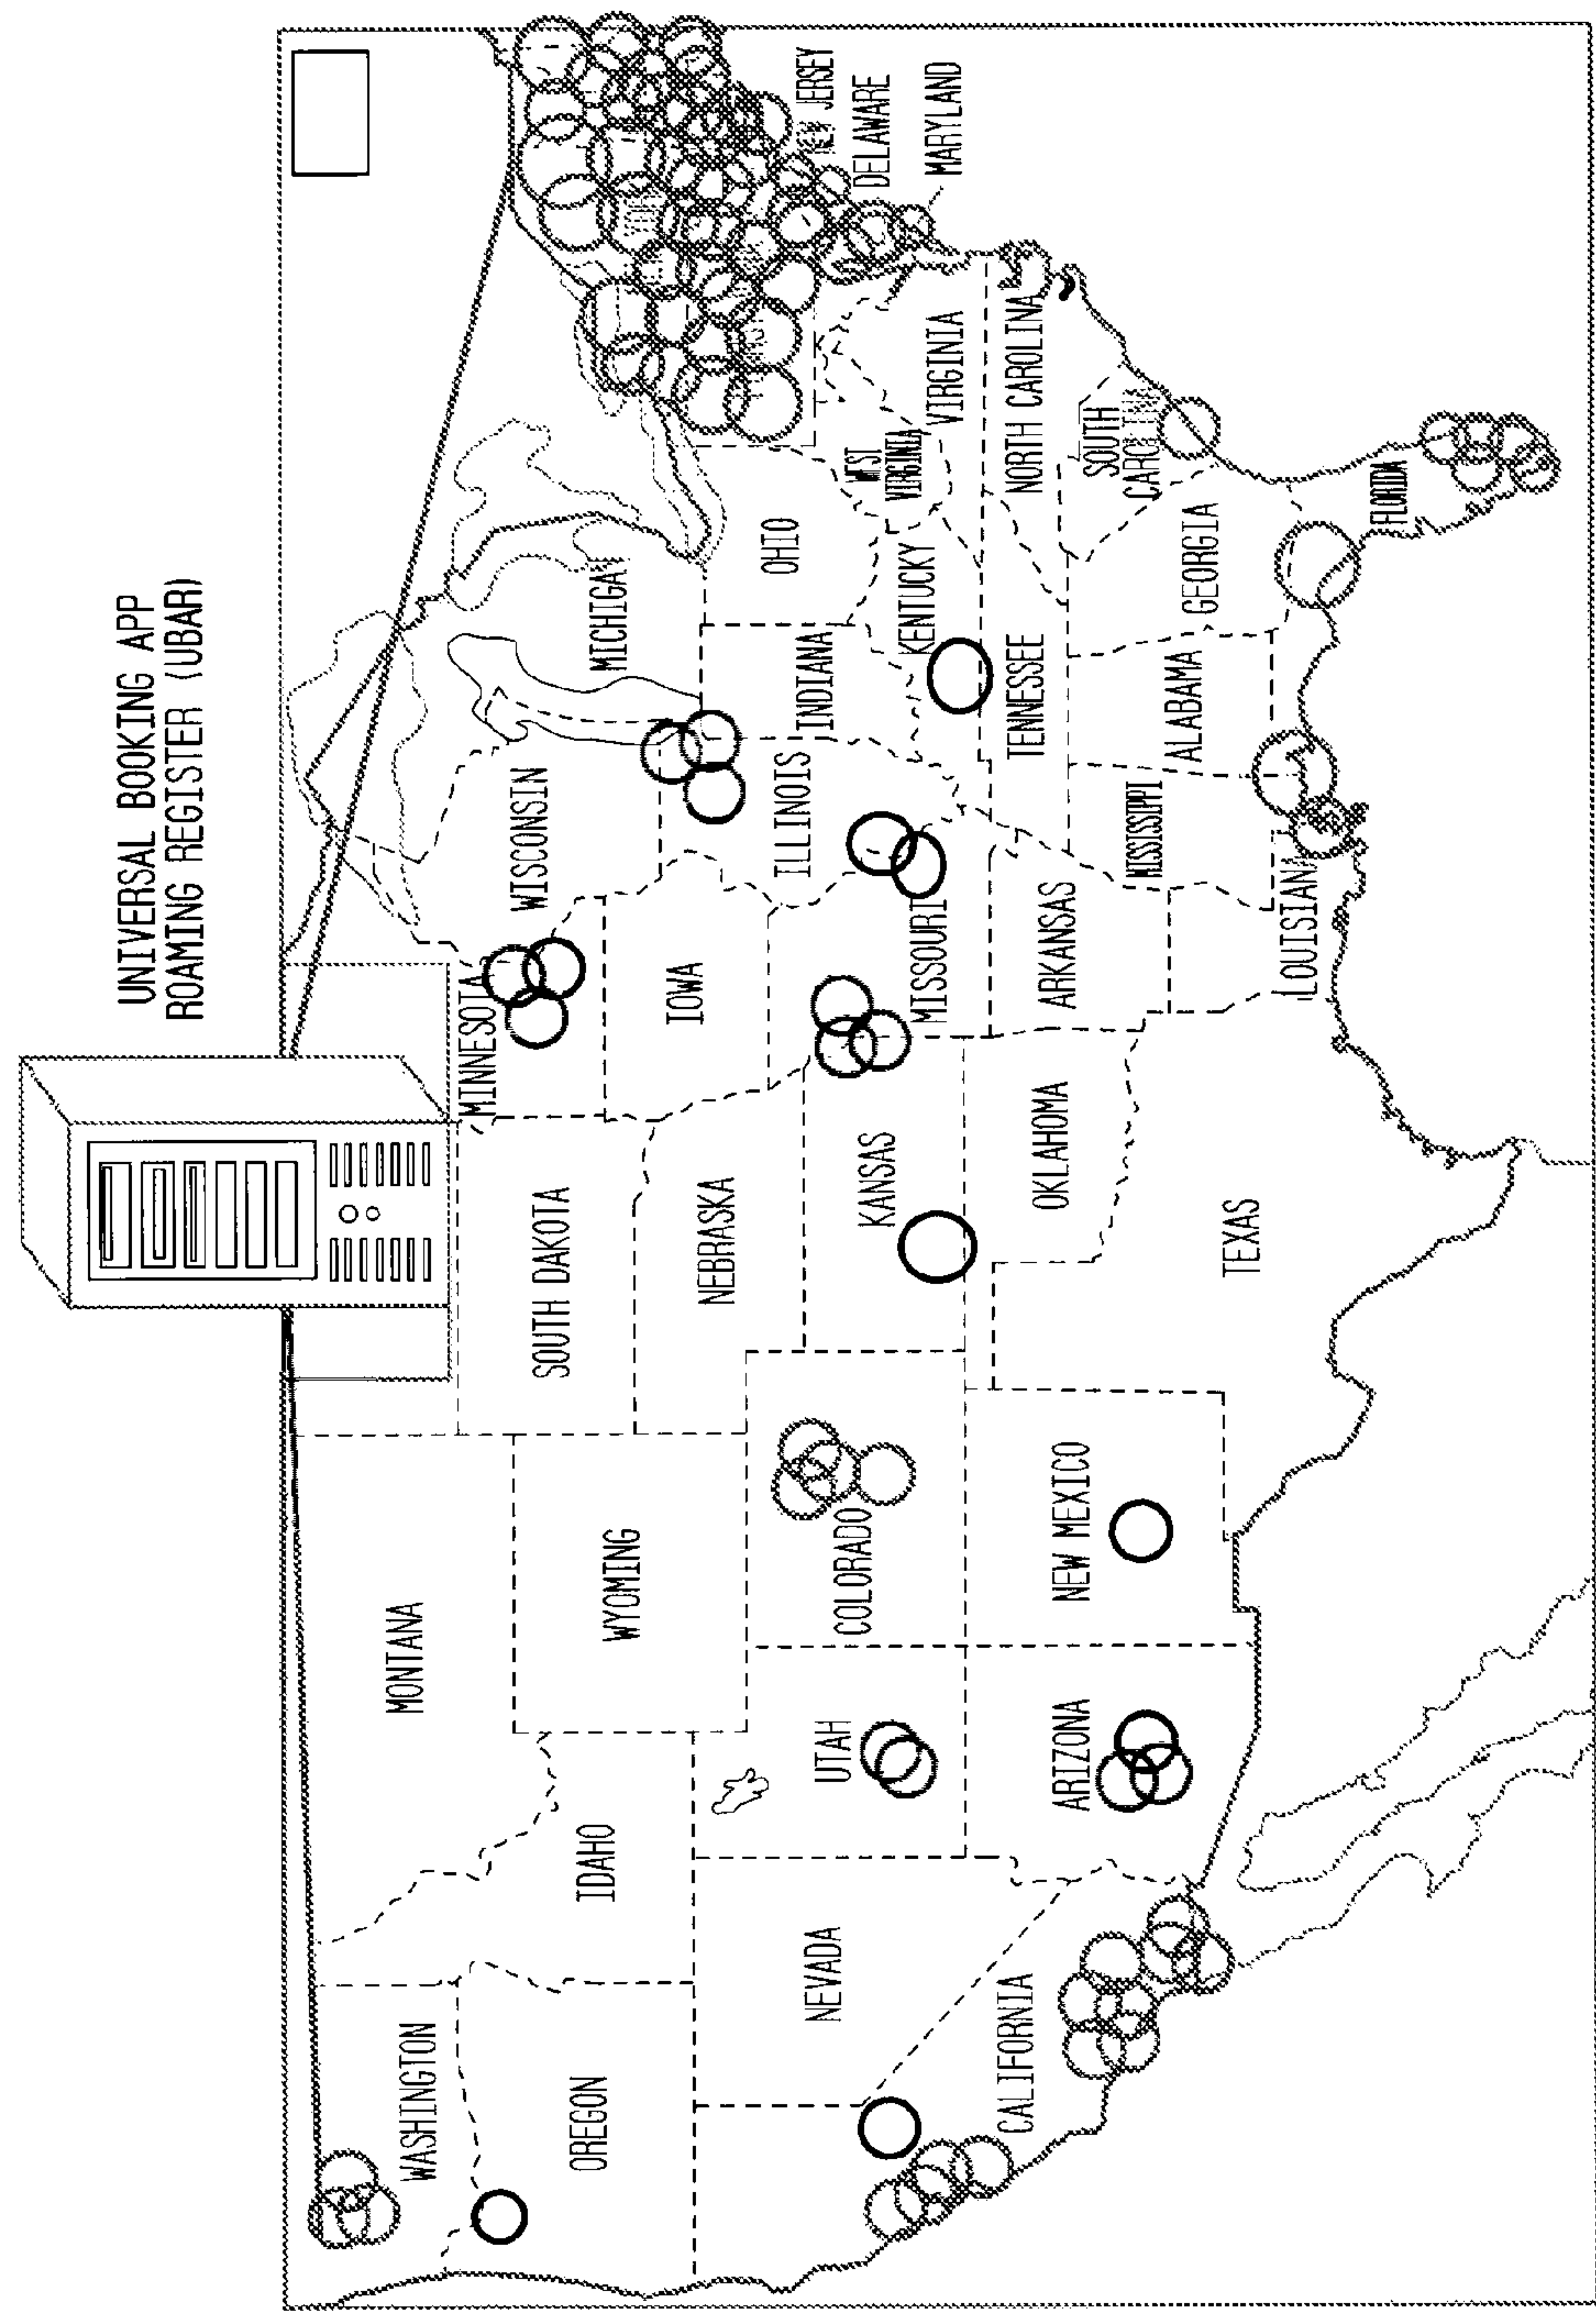 UNIVERSAL BOOKING APP
ROAMING REGISTER (UBAR)
WASHINGTON
MONTANA
MINNESOTA
OREGON
IDAHO
WYOMING
SOUTH DAKOTA
WISCONSIN
MICHIGAN
NEVADA
UTAH
COLORADO
NEBRASKA
IOWA
ILLINOIS
INDIANA
OHIO
NEW JERSEY
DELAWARE
MARYLAND
CALIFORNIA
KANSAS
MISSOURI
KENTUCKY
WEST
VIRGINIA
VIRGINIA
ARIZONA
NEW MEXICO
OKLAHOMA
ARKANSAS
TENNESSEE
NORTH CAROLINA
SOUTH
CAROLINA
TEXAS
LOUISIANA
MISSISSIPPI
ALABAMA
GEORGIA
FLORIDA